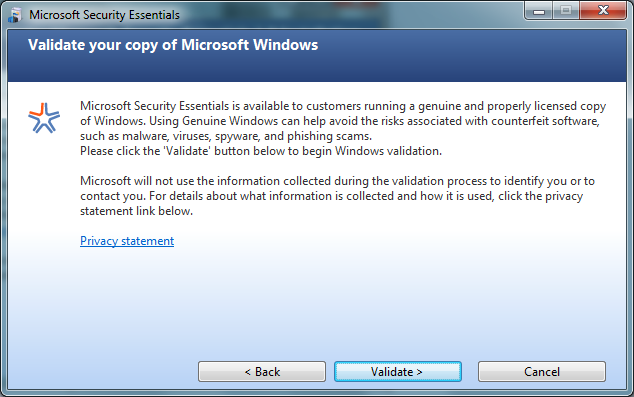 Microsoft Security Essentials
Validate your copy of Microsoft Windows
Microsoft Security Essentials is available to customers running a genuine and properly licensed copy
of Windows. Using Genuine Windows can help avoid the risks associated with counterfeit software,
such as malware, viruses, spyware, and phishing scams.
Please click the 'Validate' button below to begin Windows validation.
Microsoft will not use the information collected during the validation process to identify you or to
contact you. For details about what information is collected and how it is used, click the privacy
statement link below.
Privacy statement
< Back
Validate >
Cancel